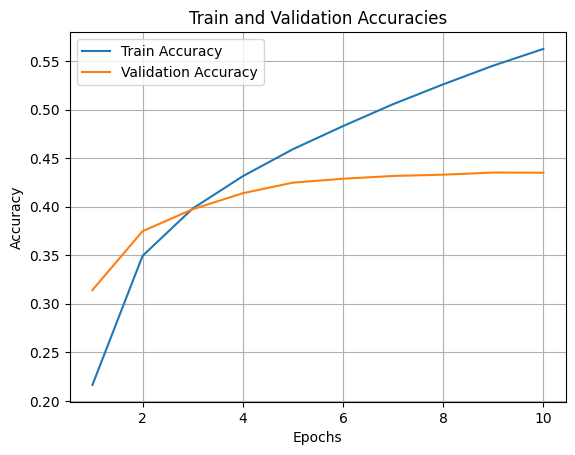 Train and Validation Accuracies
Train Accuracy
Validation Accuracy
0.55
0.50
0.45
0.40
0.35
0.30
0.25
0.20
Accuracy
2 4 6 8 10
Epochs